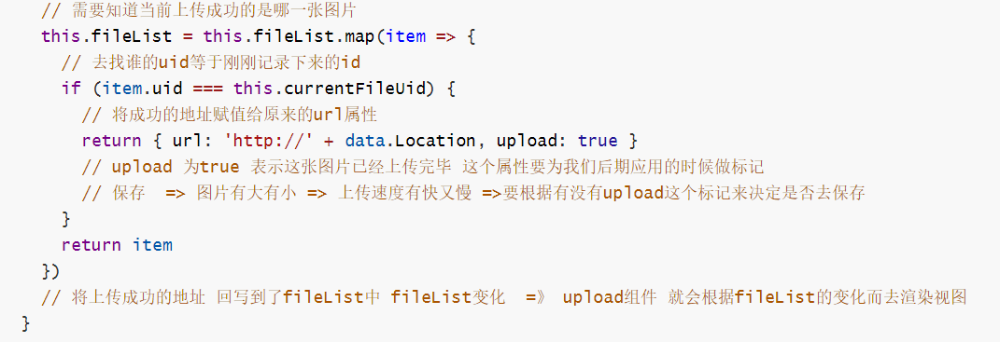 // 需要知道当前上传成功的是哪一张图片
this.fileList = this.fileList.map(item => {
// 去找谁的uid等于刚刚记录下来的id
if (item.uid === this.currentFileUid) {
// 将成功的地址赋值给原来的url属性
return { url: 'http://' + data.Location, upload: true }
// upload 为true 表示这张图片已经上传完毕 这个属性要为我们后期应用的时候做标记
// 保存  => 图片有大有小 => 上传速度有快又慢 =>要根据有没有upload这个标记来决定是否去保存
}
return item
})
// 将上传成功的地址 回写到了fileList中 fileList变化  =》 upload组件 就会根据fileList的变化而去渲染视图
}